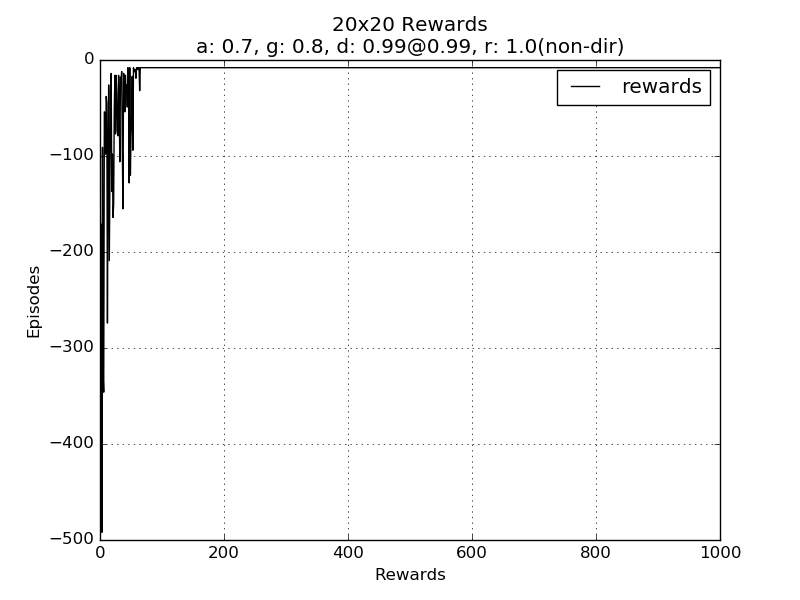 20x20 Rewards
a: 0.7, g: 0.8, d: 0.99@0.99, r: 1.0(non-dir)
rewards
0
−100
−200
−300
−400
−500
Episodes
0 200 400 600 800 1000
Rewards